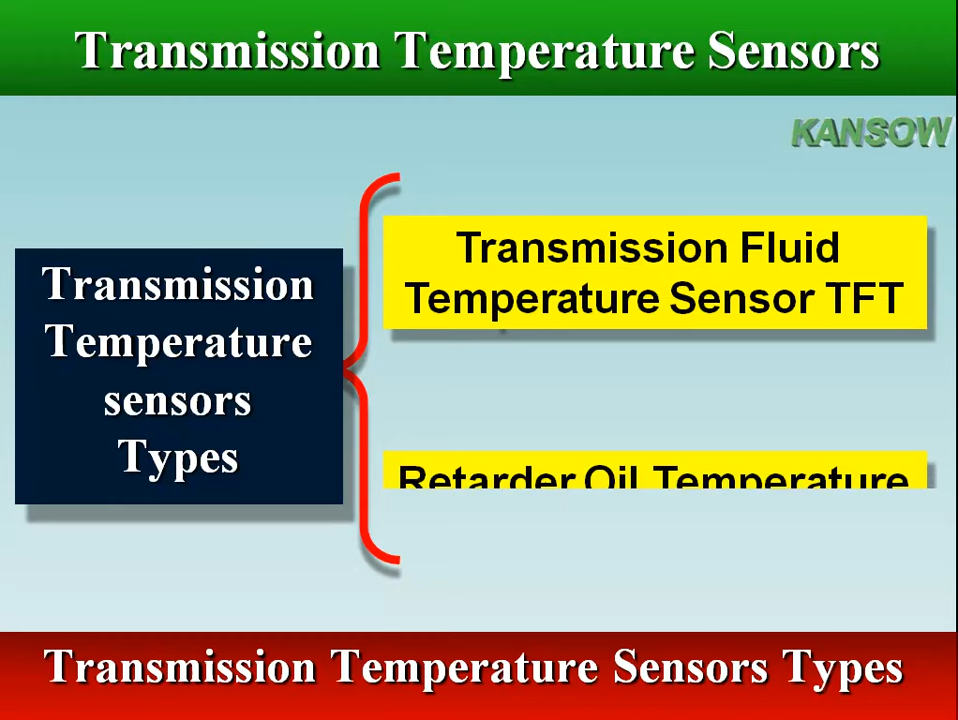 Transmission Temperature Sensors
KANSOW
Transmission
Temperature
sensors
Types
Transmission Fluid
Temperature Sensor TFT
Retarder Oil Temperature
Transmission Temperature Sensors Types